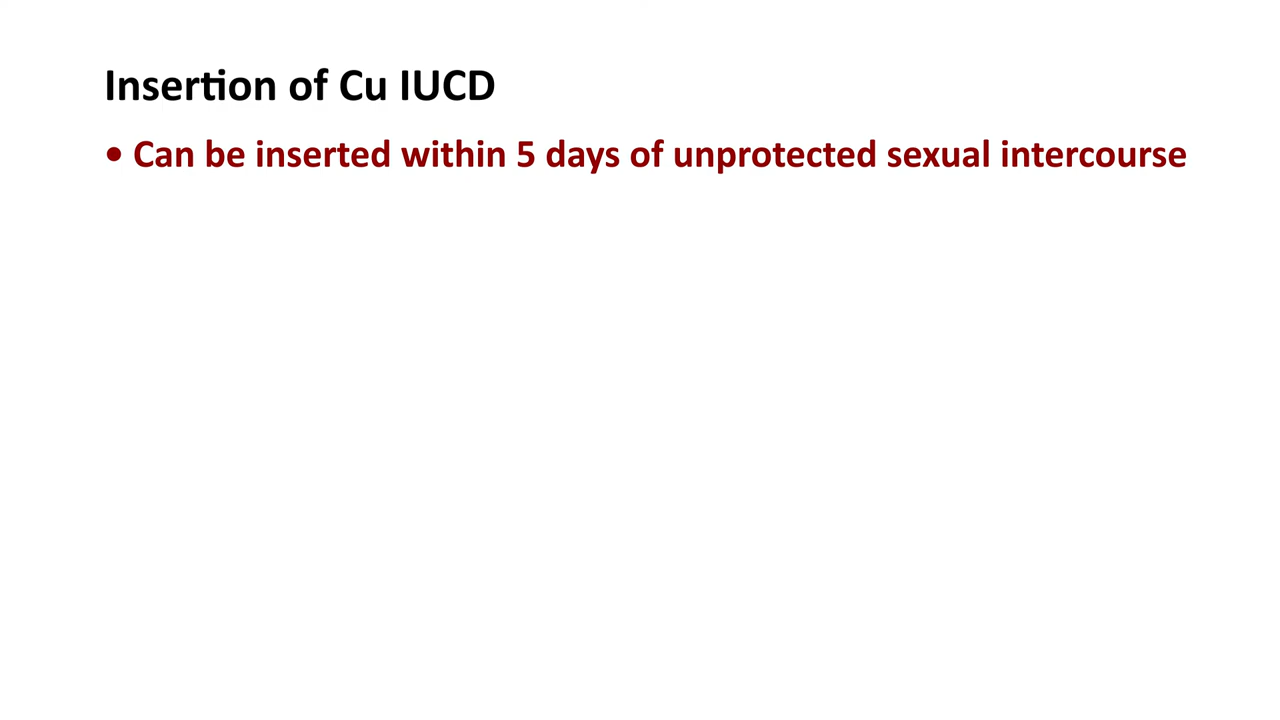 Insertion of Cu IUCD
• Can be inserted within 5 days of unprotected sexual intercourse